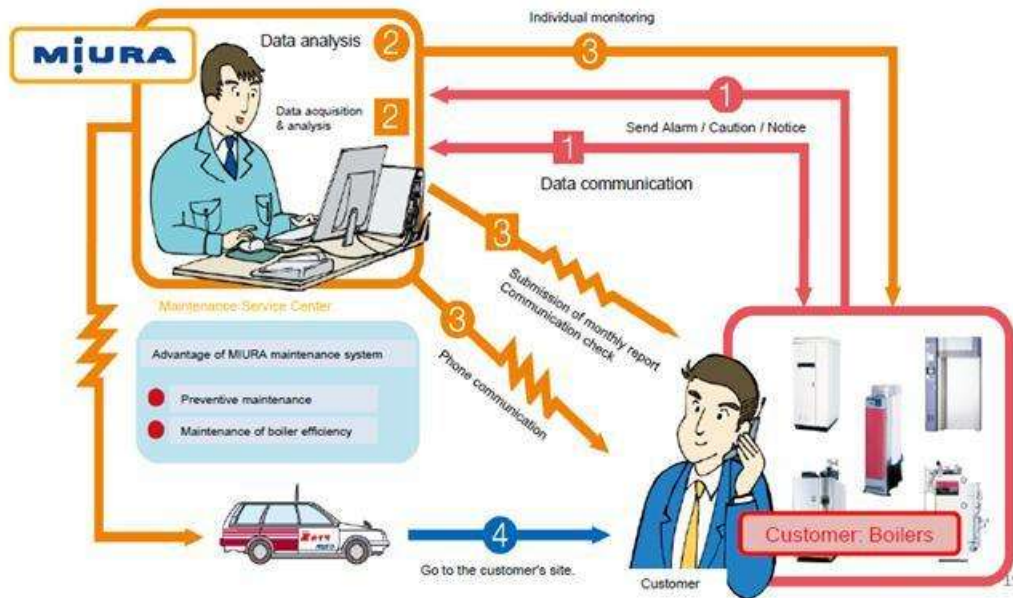 Individual monitoring
MIURA
Data analysis 2
3
Data acquisition
& analysis
2
1
Send Alarm / Caution / Notice
1
Data communication
3
Submission of monthly report
Communication check
Maintenance Service Center
3
Phone communication
Advantage of MIURA maintenance system
Preventive maintenance
Maintenance of boiler efficiency
4
Go to the customer's site.
Customer
Customer: Boilers